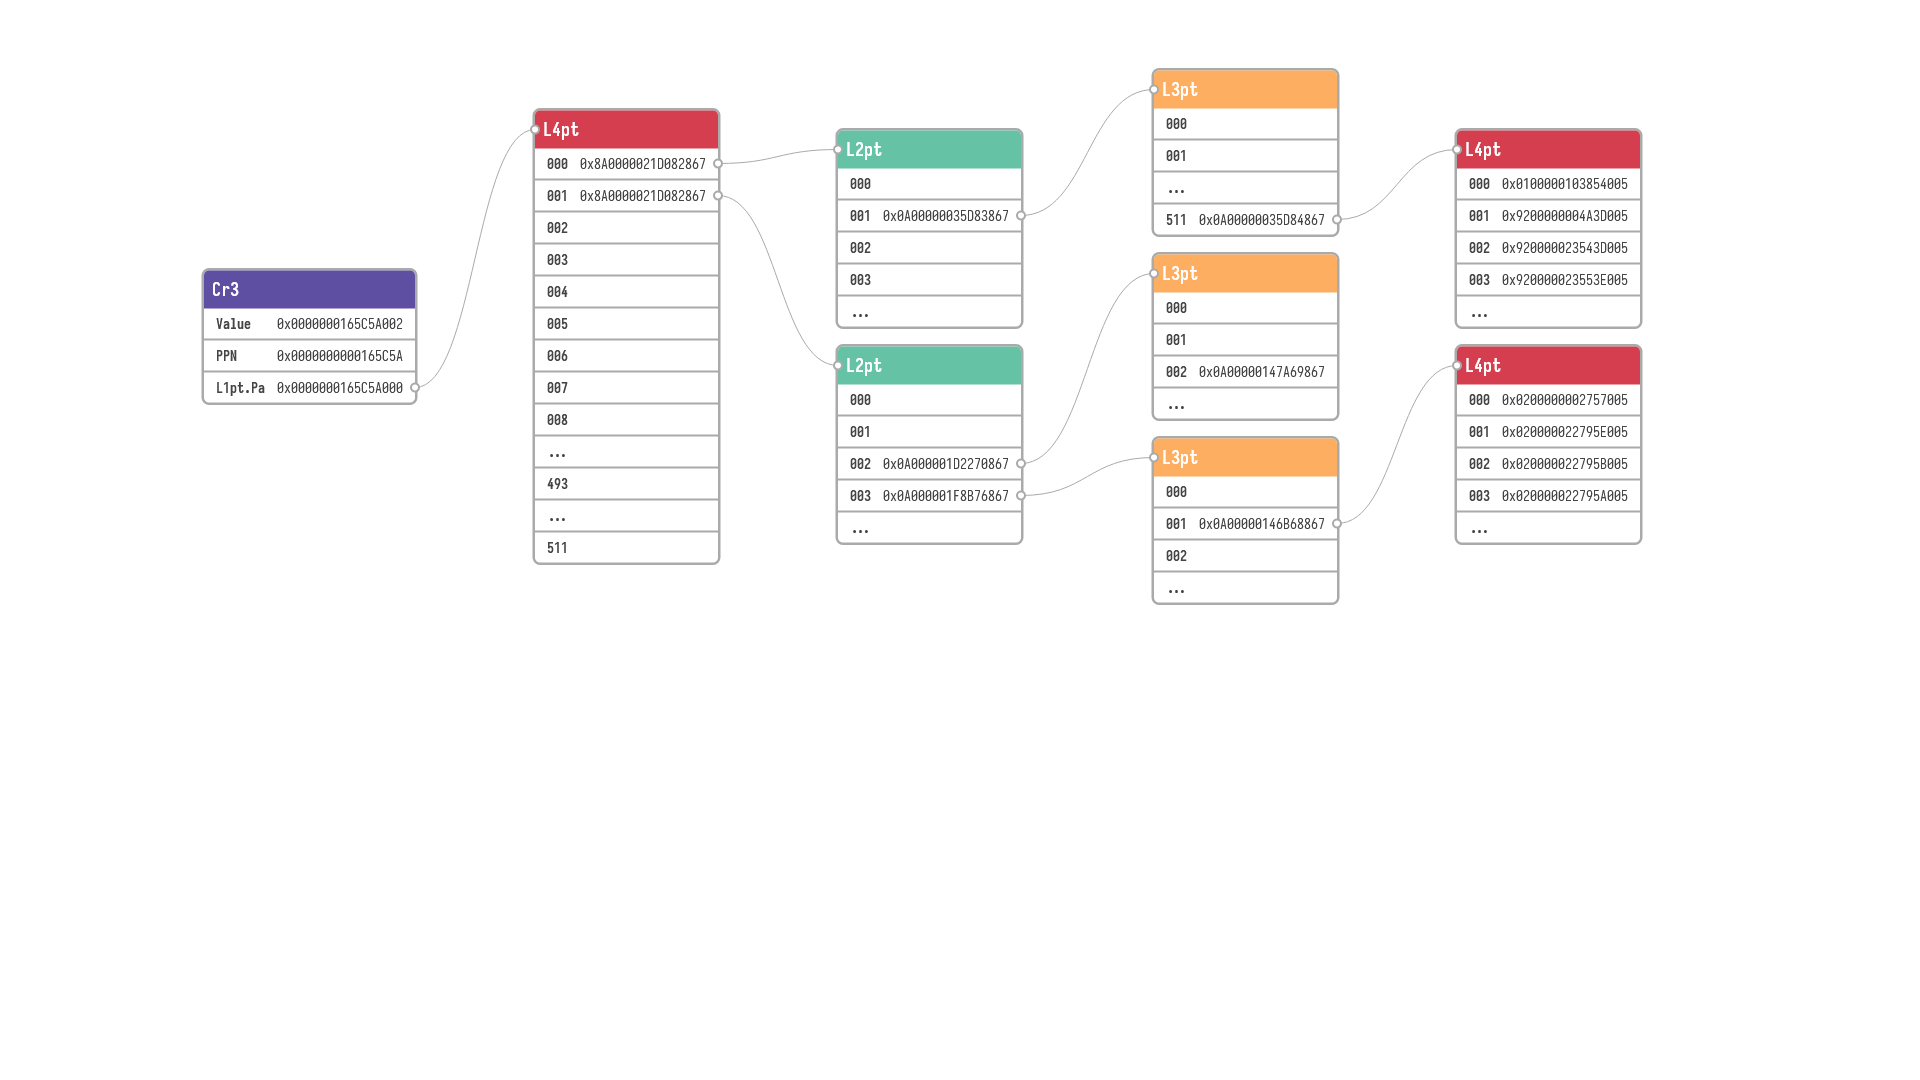 Cr3
Value 0x0000000165C5A002
PPN 0x0000000000165C5A
L1pt.Pa 0x0000000165C5A000
L4pt
000 0x8A0000021D082867
001 0x8A0000021D082867
002
003
004
005
006
007
008
...
493
...
511
L2pt
000
001 0x0A00000035D83867
002
003
...
L2pt
000
001
002 0x0A000001D2270867
003 0x0A000001F8B76867
...
L3pt
000
001
...
511 0x0A00000035D84867
L3pt
000
001
002 0x0A00000147A69867
...
L3pt
000
001 0x0A00000146B68867
002
...
L4pt
000 0x0100000103854005
001 0x9200000004A3D005
002 0x920000023543D005
003 0x920000023553E005
...
L4pt
000 0x0200000002757005
001 0x020000022795E005
002 0x020000022795B005
003 0x020000022795A005
...